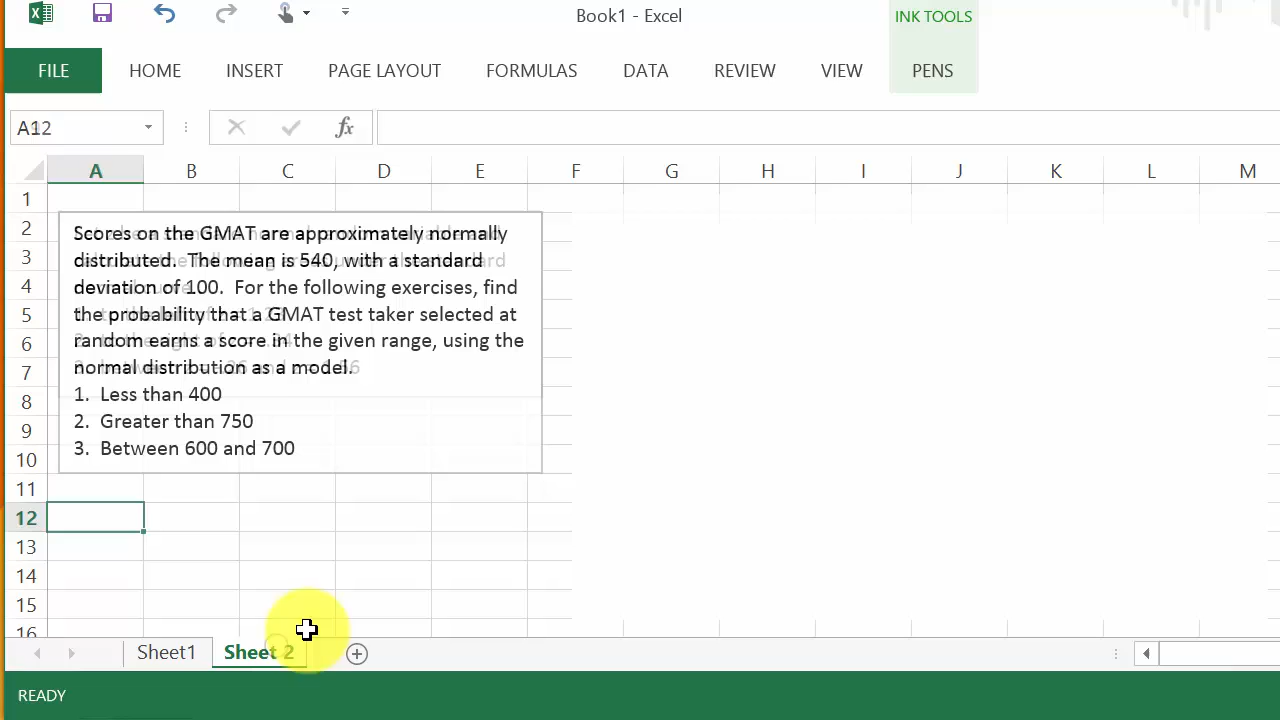 Book1 - Excel
INK TOOLS
FILE HOME INSERT PAGE LAYOUT FORMULAS DATA REVIEW VIEW PENS
A12
fx
A B C D E F G H I J K L M
1
2
3
4
5
6
7
8
9
10
11
12
13
14
15
16
Scores on the GMAT are approximately normally
distributed. The mean is 540, with a standard
deviation of 100. For the following exercises, find
the probability that a GMAT test taker selected at
random earns a score in the given range, using the
normal distribution as a model.
1. Less than 400
2. Greater than 750
3. Between 600 and 700
Sheet1 Sheet 2
READY